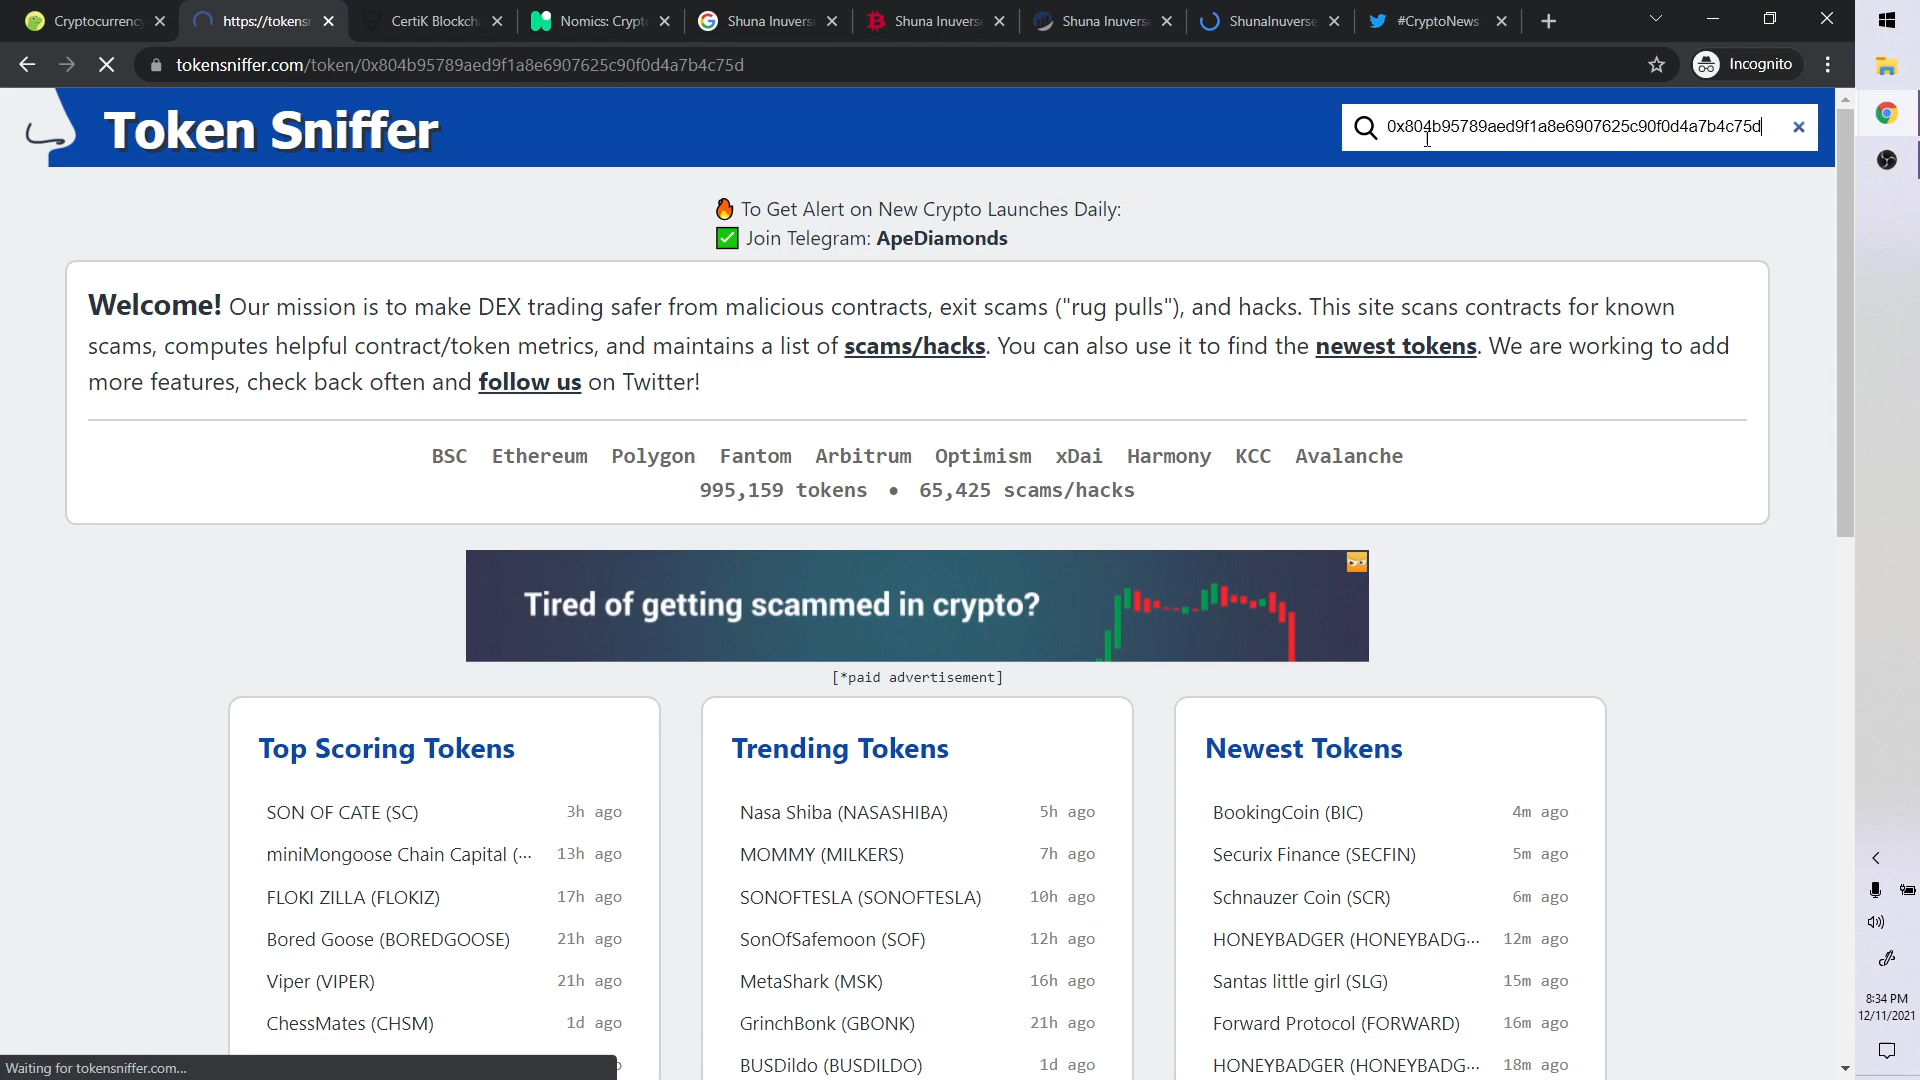 Cryptocurrenc
https://tokensr
CertiK Blockch
Nomics: Crypt
Shuna Inuvers
Shuna Inuvers
Shuna Inuvers
ShunaInuverse
#CryptoNews
tokensniffer.com/token/0x804b95789aed9f1a8e6907625c90f0d4a7b4c75d
Incognito
Token Sniffer
0x804b95789aed9f1a8e6907625c90f0d4a7b4c75d
To Get Alert on New Crypto Launches Daily:
Join Telegram: ApeDiamonds
Welcome! Our mission is to make DEX trading safer from malicious contracts, exit scams ("rug pulls"), and hacks. This site scans contracts for known
scams, computes helpful contract/token metrics, and maintains a list of scams/hacks. You can also use it to find the newest tokens. We are working to add
more features, check back often and follow us on Twitter!
BSC Ethereum Polygon Fantom Arbitrum Optimism xDai Harmony KCC Avalanche
995,159 tokens • 65,425 scams/hacks
Tired of getting scammed in crypto?
[*paid advertisement]
Top Scoring Tokens
SON OF CATE (SC) 3h ago
miniMongoose Chain Capital (... 13h ago
FLOKI ZILLA (FLOKIZ) 17h ago
Bored Goose (BOREDGOOSE) 21h ago
Viper (VIPER) 21h ago
ChessMates (CHSM) 1d ago
Trending Tokens
Nasa Shiba (NASASHIBA) 5h ago
MOMMY (MILKERS) 7h ago
SONOFTESLA (SONOFTESLA) 10h ago
SonOfSafemoon (SOF) 12h ago
MetaShark (MSK) 16h ago
GrinchBonk (GBONK) 21h ago
BUSDildo (BUSDILDO) 1d ago
Newest Tokens
BookingCoin (BIC) 4m ago
Securix Finance (SECFIN) 5m ago
Schnauzer Coin (SCR) 6m ago
HONEYBADGER (HONEYBADG... 12m ago
Santas little girl (SLG) 15m ago
Forward Protocol (FORWARD) 16m ago
HONEYBADGER (HONEYBADG... 18m ago
Waiting for tokensniffer.com...
8:34 PM
12/11/2021